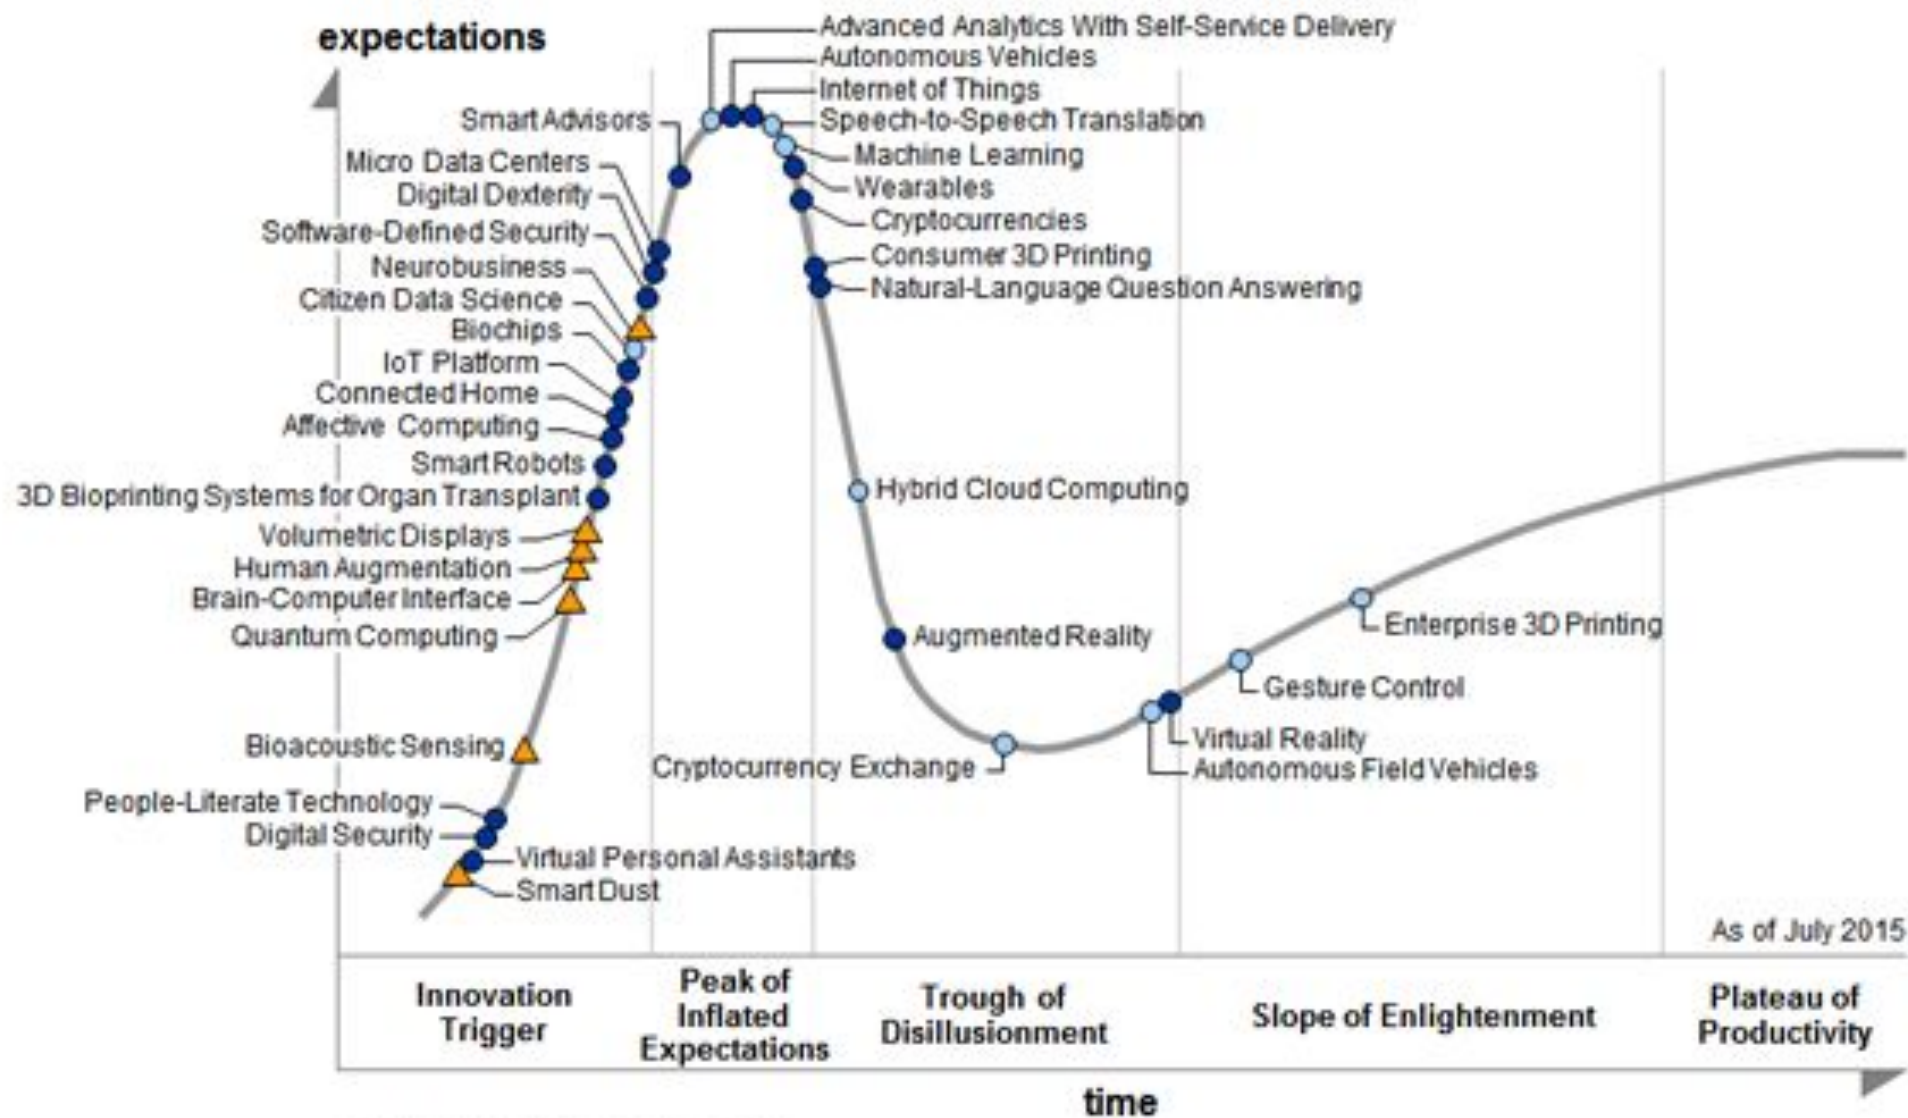 expectations
Advanced Analytics With Self-Service Delivery
Autonomous Vehicles
Internet of Things
Speech-to-Speech Translation
Machine Learning
Wearables
Cryptocurrencies
Consumer 3D Printing
Natural-Language Question Answering
Smart Advisors
Micro Data Centers
Digital Dexterity
Software-Defined Security
Neurobusiness
Citizen Data Science
Biochips
IoT Platform
Connected Home
Affective Computing
Smart Robots
3D Bioprinting Systems for Organ Transplant
Volumetric Displays
Human Augmentation
Brain-Computer Interface
Quantum Computing
Bioacoustic Sensing
People-Literate Technology
Digital Security
Virtual Personal Assistants
Smart Dust
Hybrid Cloud Computing
Augmented Reality
Cryptocurrency Exchange
Enterprise 3D Printing
Gesture Control
Virtual Reality
Autonomous Field Vehicles
As of July 2015
Innovation
Trigger
Peak of
Inflated
Expectations
Trough of
Disillusionment
Slope of Enlightenment
Plateau of
Productivity
time